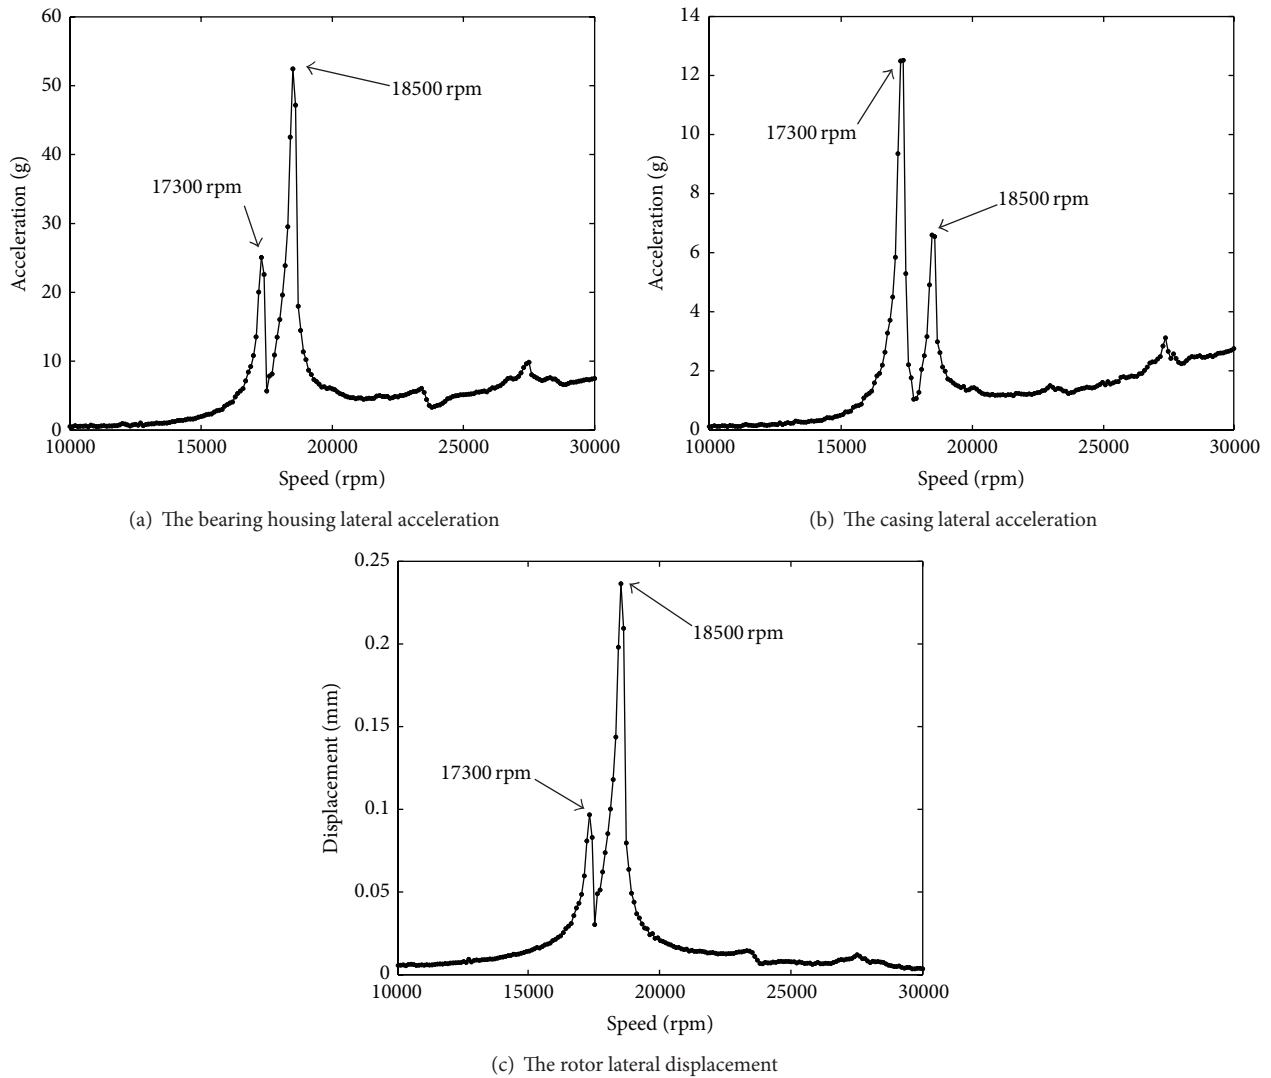 60
50
40
30
20
10
0
Acceleration (g)
18500 rpm
17300 rpm
10000 15000 20000 25000 30000
Speed (rpm)
(a) The bearing housing lateral acceleration
14
12
10
8
6
4
2
0
Acceleration (g)
17300 rpm
18500 rpm
10000 15000 20000 25000 30000
Speed (rpm)
(b) The casing lateral acceleration
0.25
0.2
0.15
0.1
0.05
0
Displacement (mm)
18500 rpm
17300 rpm
10000 15000 20000 25000 30000
Speed (rpm)
(c) The rotor lateral displacement